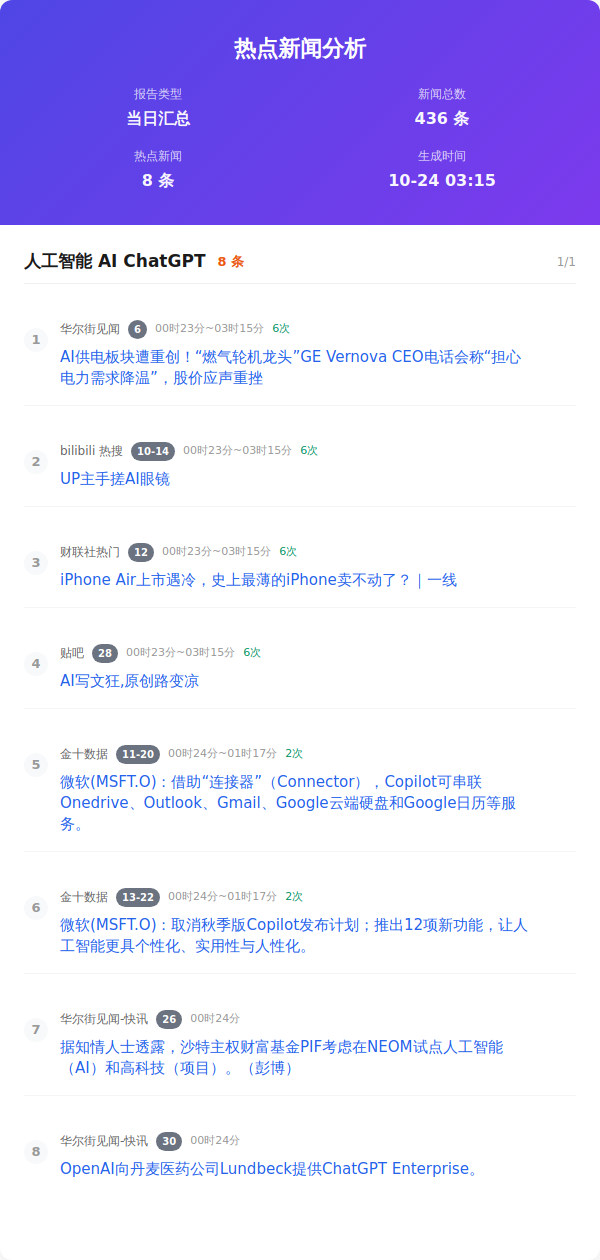 热点新闻分析
报告类型
当日汇总
新闻总数
436 条
热点新闻
8 条
生成时间
10-24 03:15
人工智能 AI ChatGPT 8 条 1/1
1
华尔街见闻 6 00时23分~03时15分 6次
AI供电板块遭重创！“燃气轮机龙头”GE Vernova CEO电话会称“担心
电力需求降温”，股价应声重挫
2
bilibili 热搜 10-14 00时23分~03时15分 6次
UP主手搓AI眼镜
3
财联社热门 12 00时23分~03时15分 6次
iPhone Air上市遇冷，史上最薄的iPhone卖不动了？｜一线
4
贴吧 28 00时23分~03时15分 6次
AI写文狂,原创路变凉
5
金十数据 11-20 00时24分~01时17分 2次
微软(MSFT.O)：借助“连接器”（Connector），Copilot可串联
Onedrive、Outlook、Gmail、Google云端硬盘和Google日历等服
务。
6
金十数据 13-22 00时24分~01时17分 2次
微软(MSFT.O)：取消秋季版Copilot发布计划；推出12项新功能，让人
工智能更具个性化、实用性与人性化。
7
华尔街见闻-快讯 26 00时24分
据知情人士透露，沙特主权财富基金PIF考虑在NEOM试点人工智能
（AI）和高科技（项目）。（彭博）
8
华尔街见闻-快讯 30 00时24分
OpenAI向丹麦医药公司Lundbeck提供ChatGPT Enterprise。